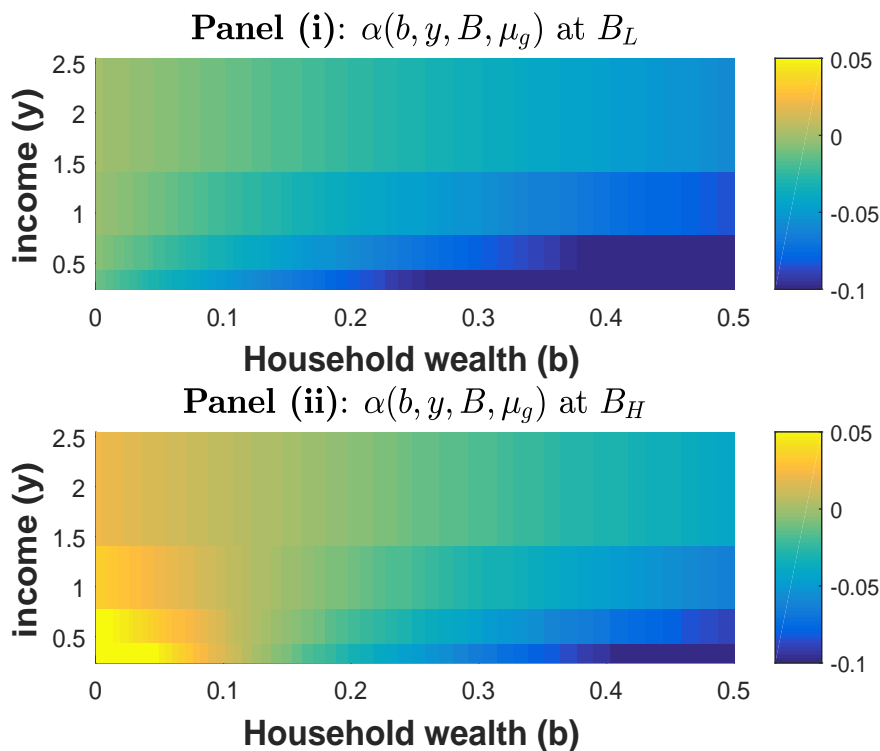 Panel (i): α(b, y, B, μ_g) at B_L
income (y)
2.5
2
1.5
1
0.5
0 0.1 0.2 0.3 0.4 0.5
Household wealth (b)
0.05
0
-0.05
-0.1
Panel (ii): α(b, y, B, μ_g) at B_H
income (y)
2.5
2
1.5
1
0.5
0 0.1 0.2 0.3 0.4 0.5
Household wealth (b)
0.05
0
-0.05
-0.1